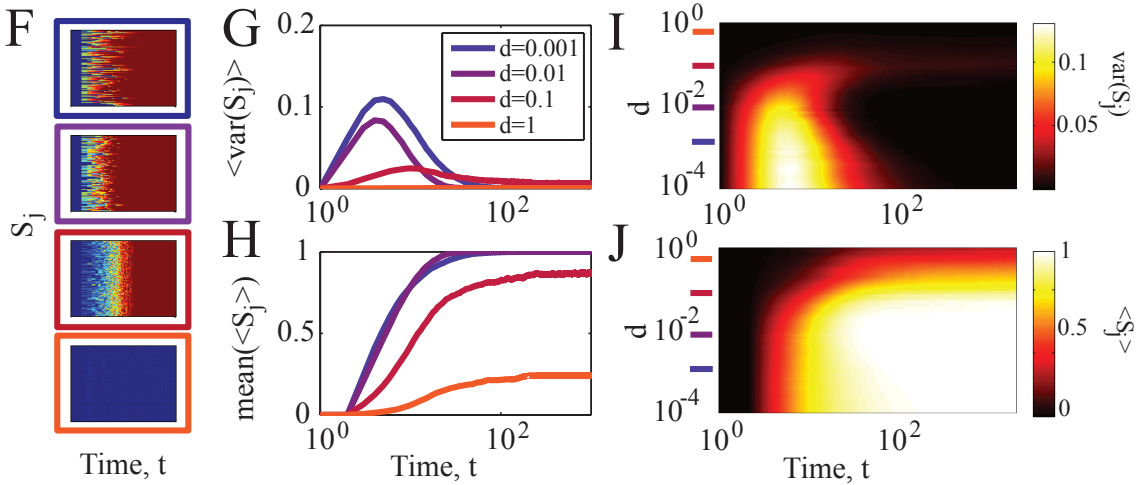 F
S_j
Time, t
G
<var(S_j)>
0.2
0.1
0
10^0
10^2
d=0.001
d=0.01
d=0.1
d=1
H
mean(<S_j>)
1
0.5
0
10^0
10^2
Time, t
I
d
10^0
10^-2
10^-4
10^0
10^2
0.1
0.05
var(S_j)
J
d
10^0
10^-2
10^-4
10^0
10^2
Time, t
1
0.5
0
<S_j>